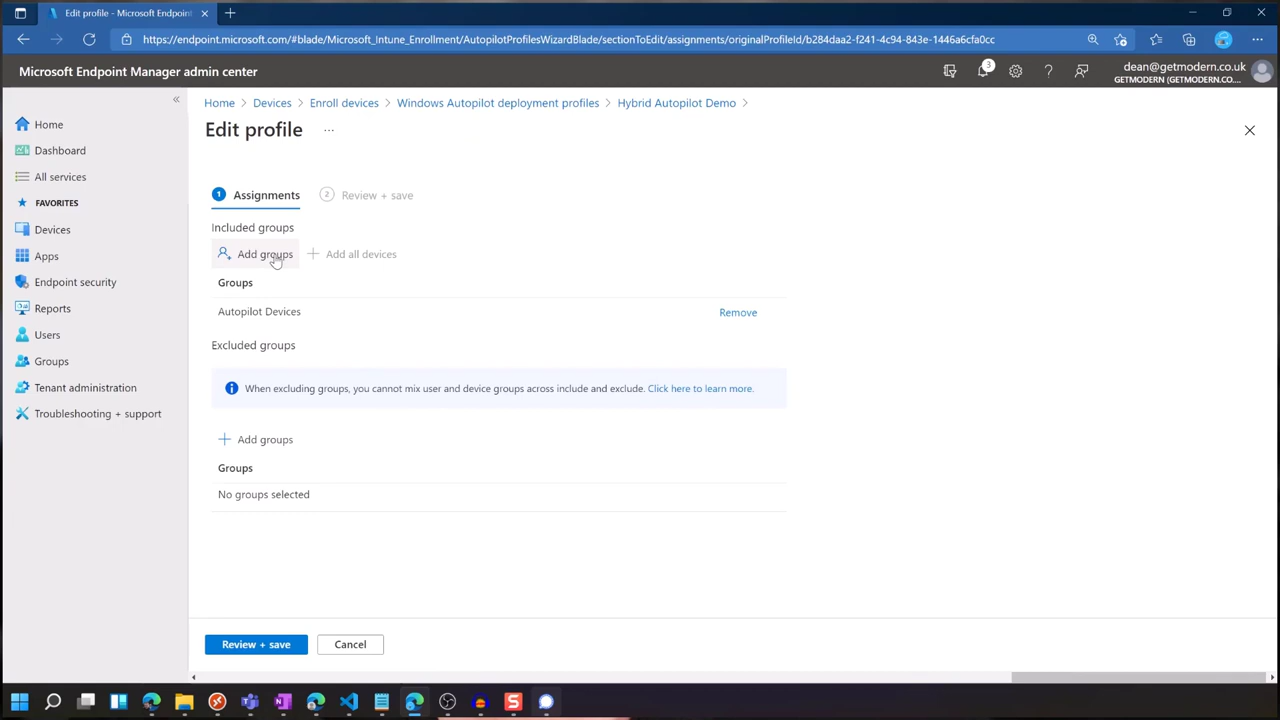 Edit profile - Microsoft Endpoint
https://endpoint.microsoft.com/#blade/Microsoft_Intune_Enrollment/AutopilotProfilesWizardBlade/sectionToEdit/assignments/originalProfileId/b284daa2-f241-4c94-843e-1446a6cfa0cc
Microsoft Endpoint Manager admin center
3
dean@getmodern.co.uk
GETMODERN (GETMODERN.CO....
Home > Devices > Enroll devices > Windows Autopilot deployment profiles > Hybrid Autopilot Demo >
Edit profile ...
Home
Dashboard
All services
FAVORITES
Devices
Apps
Endpoint security
Reports
Users
Groups
Tenant administration
Troubleshooting + support
1 Assignments 2 Review + save
Included groups
Add groups + Add all devices
Groups
Autopilot Devices Remove
Excluded groups
When excluding groups, you cannot mix user and device groups across include and exclude. Click here to learn more.
+ Add groups
Groups
No groups selected
Review + save Cancel